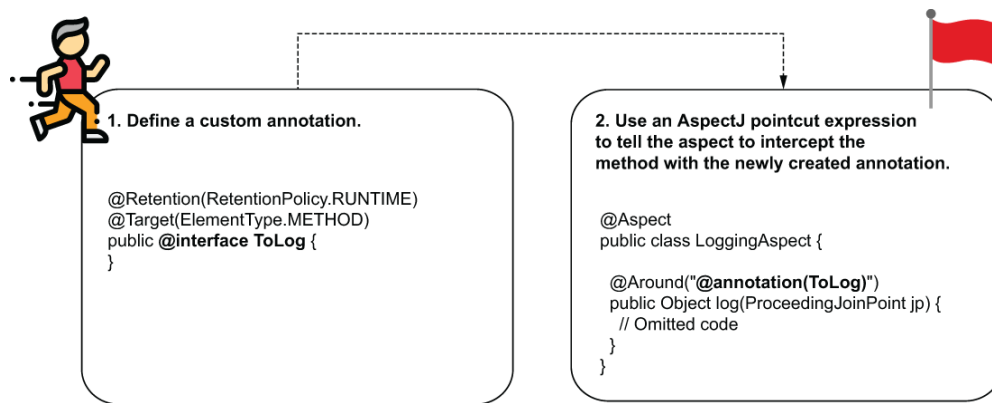 1. Define a custom annotation.
@Retention(RetentionPolicy.RUNTIME)
@Target(ElementType.METHOD)
public @interface ToLog {
}
2. Use an AspectJ pointcut expression
to tell the aspect to intercept the
method with the newly created annotation.
@Aspect
public class LoggingAspect {
@Around("@annotation(ToLog)")
public Object log(ProceedingJoinPoint jp) {
// Omitted code
}
}